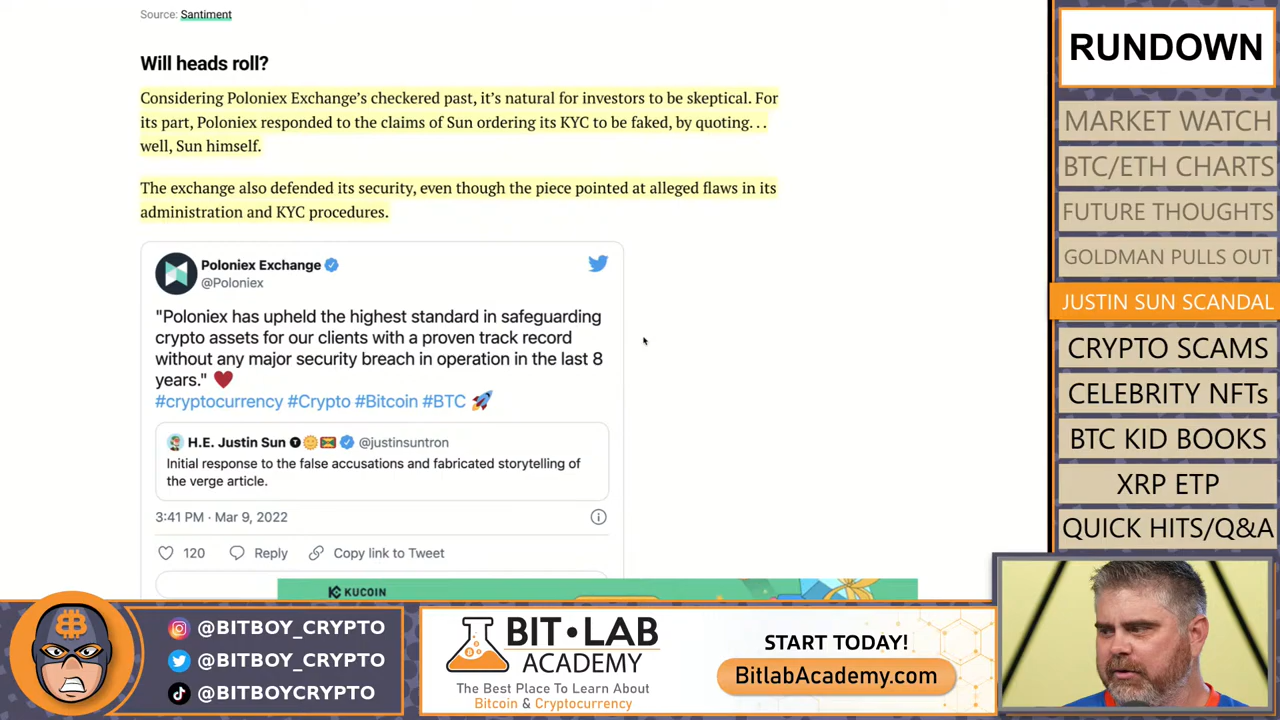 Source: Santiment
Will heads roll?
Considering Poloniex Exchange's checkered past, it's natural for investors to be skeptical. For
its part, Poloniex responded to the claims of Sun ordering its KYC to be faked, by quoting...
well, Sun himself.
The exchange also defended its security, even though the piece pointed at alleged flaws in its
administration and KYC procedures.
Poloniex Exchange
@Poloniex
"Poloniex has upheld the highest standard in safeguarding
crypto assets for our clients with a proven track record
without any major security breach in operation in the last 8
years." ❤️
#cryptocurrency #Crypto #Bitcoin #BTC 🚀
H.E. Justin Sun @justinsuntron
Initial response to the false accusations and fabricated storytelling of
the verge article.
3:41 PM · Mar 9, 2022
120 Reply Copy link to Tweet
KUCOIN
RUNDOWN
MARKET WATCH
BTC/ETH CHARTS
FUTURE THOUGHTS
GOLDMAN PULLS OUT
JUSTIN SUN SCANDAL
CRYPTO SCAMS
CELEBRITY NFTs
BTC KID BOOKS
XRP ETP
QUICK HITS/Q&A
@BITBOY_CRYPTO
@BITBOY_CRYPTO
@BITBOYCRYPTO
BIT•LAB
ACADEMY
The Best Place To Learn About
Bitcoin & Cryptocurrency
START TODAY!
BitlabAcademy.com